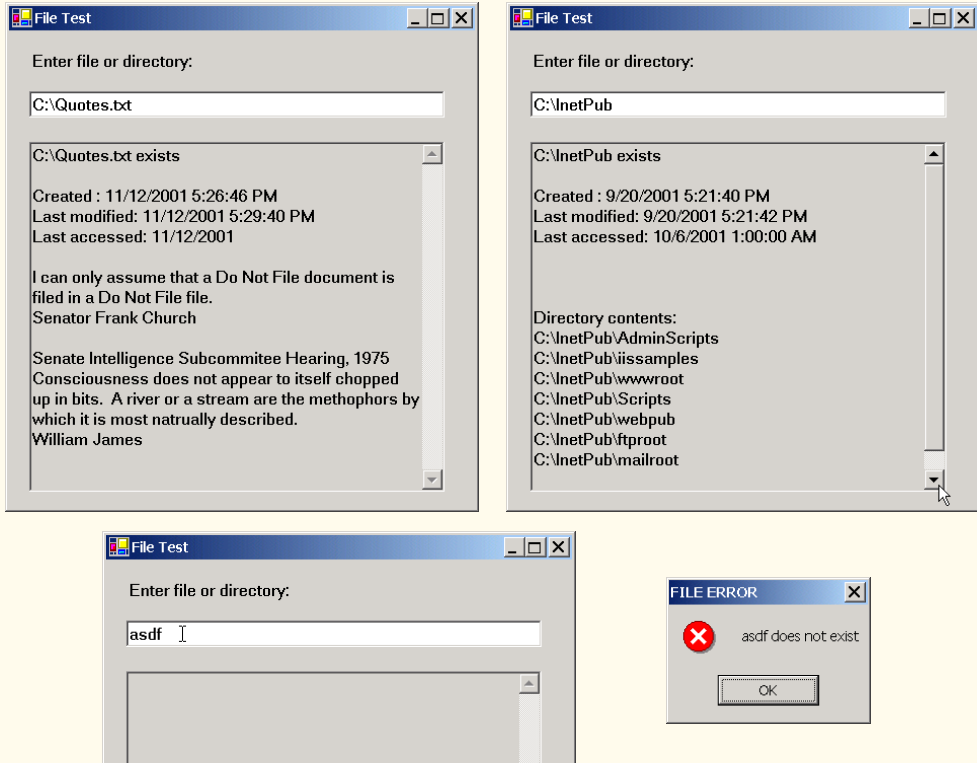 File Test
Enter file or directory:
C:\Quotes.txt
C:\Quotes.txt exists
Created : 11/12/2001 5:26:46 PM
Last modified: 11/12/2001 5:29:40 PM
Last accessed: 11/12/2001
I can only assume that a Do Not File document is
filed in a Do Not File file.
Senator Frank Church
Senate Intelligence Subcommitee Hearing, 1975
Consciousness does not appear to itself chopped
up in bits.  A river or a stream are the methophors by
which it is most natrually described.
William James
File Test
Enter file or directory:
C:\InetPub
C:\InetPub exists
Created : 9/20/2001 5:21:40 PM
Last modified: 9/20/2001 5:21:42 PM
Last accessed: 10/6/2001 1:00:00 AM
Directory contents:
C:\InetPub\AdminScripts
C:\InetPub\iissamples
C:\InetPub\wwwroot
C:\InetPub\Scripts
C:\InetPub\webpub
C:\InetPub\ftproot
C:\InetPub\mailroot
File Test
Enter file or directory:
asdf
FILE ERROR
asdf does not exist
OK